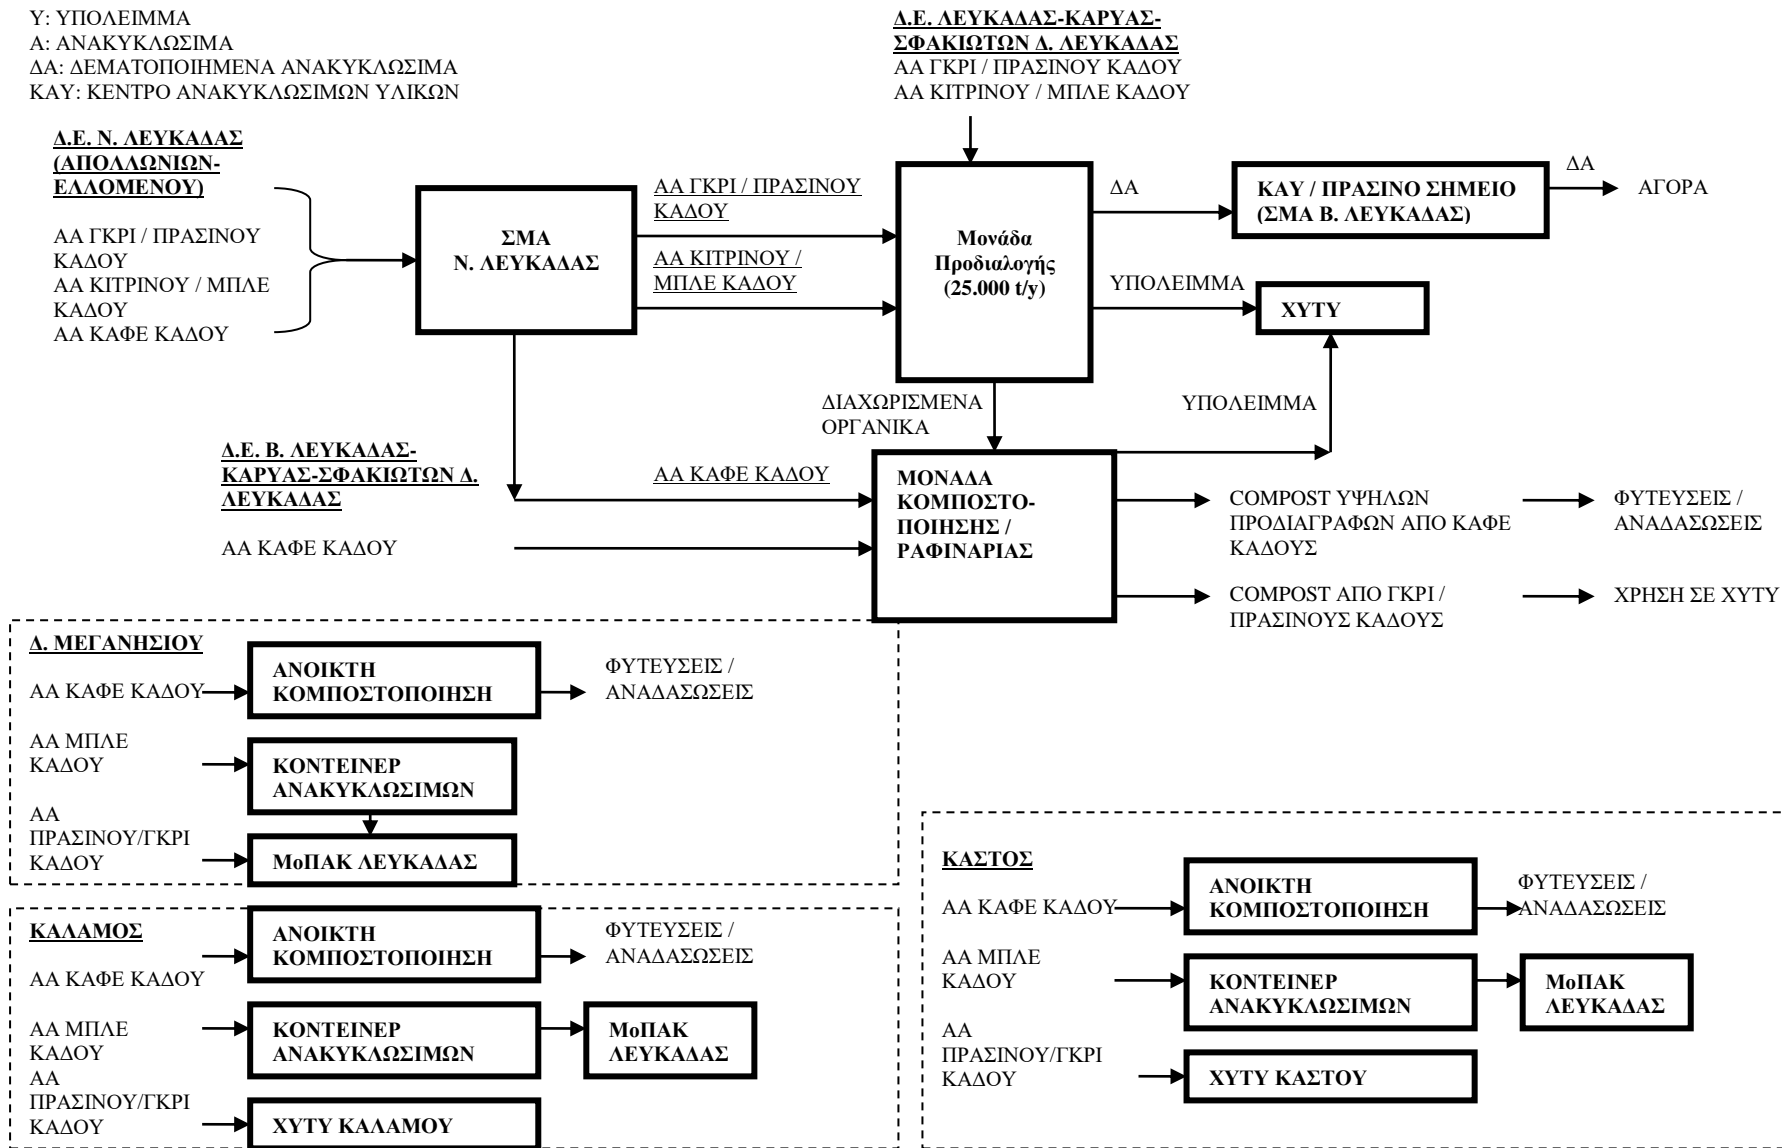 Υ: ΥΠΟΛΕΙΜΜΑ
Α: ΑΝΑΚΥΚΛΩΣΙΜΑ
ΔΑ: ΔΕΜΑΤΟΠΟΙΗΜΕΝΑ ΑΝΑΚΥΚΛΩΣΙΜΑ
ΚΑΥ: ΚΕΝΤΡΟ ΑΝΑΚΥΚΛΩΣΙΜΩΝ ΥΛΙΚΩΝ
Δ.Ε. ΛΕΥΚΑΔΑΣ-ΚΑΡΥΑΣ-
ΣΦΑΚΙΩΤΩΝ Δ. ΛΕΥΚΑΔΑΣ
ΑΑ ΓΚΡΙ / ΠΡΑΣΙΝΟΥ ΚΑΔΟΥ
ΑΑ ΚΙΤΡΙΝΟΥ / ΜΠΛΕ ΚΑΔΟΥ
Δ.Ε. Ν. ΛΕΥΚΑΔΑΣ
(ΑΠΟΛΛΩΝΙΩΝ-
ΕΛΛΟΜΕΝΟΥ)
ΑΑ ΓΚΡΙ / ΠΡΑΣΙΝΟΥ
ΚΑΔΟΥ
ΑΑ ΚΙΤΡΙΝΟΥ / ΜΠΛΕ
ΚΑΔΟΥ
ΑΑ ΚΑΦΕ ΚΑΔΟΥ
ΣΜΑ
Ν. ΛΕΥΚΑΔΑΣ
ΑΑ ΓΚΡΙ / ΠΡΑΣΙΝΟΥ
ΚΑΔΟΥ
ΑΑ ΚΙΤΡΙΝΟΥ /
ΜΠΛΕ ΚΑΔΟΥ
Μονάδα
Προδιαλογής
(25.000 t/y)
ΔΑ
ΚΑΥ / ΠΡΑΣΙΝΟ ΣΗΜΕΙΟ
(ΣΜΑ Β. ΛΕΥΚΑΔΑΣ)
ΔΑ
ΑΓΟΡΑ
ΥΠΟΛΕΙΜΜΑ
ΧΥΤΥ
ΔΙΑΧΩΡΙΣΜΕΝΑ
ΟΡΓΑΝΙΚΑ
ΥΠΟΛΕΙΜΜΑ
Δ.Ε. Β. ΛΕΥΚΑΔΑΣ-
ΚΑΡΥΑΣ-ΣΦΑΚΙΩΤΩΝ Δ.
ΛΕΥΚΑΔΑΣ
ΑΑ ΚΑΦΕ ΚΑΔΟΥ
ΑΑ ΚΑΦΕ ΚΑΔΟΥ
ΜΟΝΑΔΑ
ΚΟΜΠΟΣΤΟ-
ΠΟΙΗΣΗΣ /
ΡΑΦΙΝΑΡΙΑΣ
COMPOST ΥΨΗΛΩΝ
ΠΡΟΔΙΑΓΡΑΦΩΝ ΑΠΟ ΚΑΦΕ
ΚΑΔΟΥΣ
ΦΥΤΕΥΣΕΙΣ /
ΑΝΑΔΑΣΩΣΕΙΣ
COMPOST ΑΠΟ ΓΚΡΙ /
ΠΡΑΣΙΝΟΥΣ ΚΑΔΟΥΣ
ΧΡΗΣΗ ΣΕ ΧΥΤΥ
Δ. ΜΕΓΑΝΗΣΙΟΥ
ΑΑ ΚΑΦΕ ΚΑΔΟΥ
ΑΝΟΙΚΤΗ
ΚΟΜΠΟΣΤΟΠΟΙΗΣΗ
ΦΥΤΕΥΣΕΙΣ /
ΑΝΑΔΑΣΩΣΕΙΣ
ΑΑ ΜΠΛΕ
ΚΑΔΟΥ
ΚΟΝΤΕΙΝΕΡ
ΑΝΑΚΥΚΛΩΣΙΜΩΝ
ΑΑ
ΠΡΑΣΙΝΟΥ/ΓΚΡΙ
ΚΑΔΟΥ
ΜοΠΑΚ ΛΕΥΚΑΔΑΣ
ΚΑΛΑΜΟΣ
ΑΑ ΚΑΦΕ ΚΑΔΟΥ
ΑΝΟΙΚΤΗ
ΚΟΜΠΟΣΤΟΠΟΙΗΣΗ
ΦΥΤΕΥΣΕΙΣ /
ΑΝΑΔΑΣΩΣΕΙΣ
ΑΑ ΜΠΛΕ
ΚΑΔΟΥ
ΚΟΝΤΕΙΝΕΡ
ΑΝΑΚΥΚΛΩΣΙΜΩΝ
ΜοΠΑΚ
ΛΕΥΚΑΔΑΣ
ΑΑ
ΠΡΑΣΙΝΟΥ/ΓΚΡΙ
ΚΑΔΟΥ
ΧΥΤΥ ΚΑΛΑΜΟΥ
ΚΑΣΤΟΣ
ΑΑ ΚΑΦΕ ΚΑΔΟΥ
ΑΝΟΙΚΤΗ
ΚΟΜΠΟΣΤΟΠΟΙΗΣΗ
ΦΥΤΕΥΣΕΙΣ /
ΑΝΑΔΑΣΩΣΕΙΣ
ΑΑ ΜΠΛΕ
ΚΑΔΟΥ
ΚΟΝΤΕΙΝΕΡ
ΑΝΑΚΥΚΛΩΣΙΜΩΝ
ΜοΠΑΚ
ΛΕΥΚΑΔΑΣ
ΑΑ
ΠΡΑΣΙΝΟΥ/ΓΚΡΙ
ΚΑΔΟΥ
ΧΥΤΥ ΚΑΣΤΟΥ